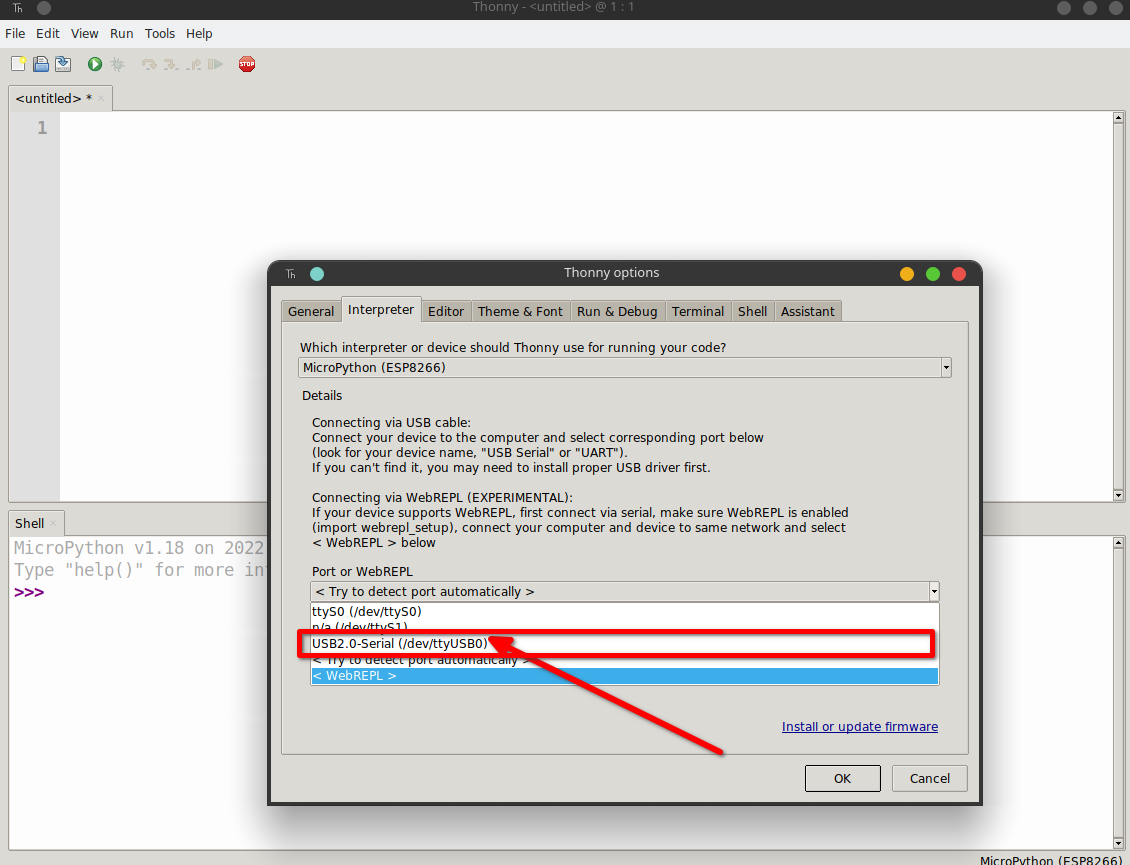 Th
Thonny - <untitled> @ 1 : 1
File Edit View Run Tools Help
STOP
<untitled> *
1
Th
Thonny options
General Interpreter Editor Theme & Font Run & Debug Terminal Shell Assistant
Which interpreter or device should Thonny use for running your code?
MicroPython (ESP8266)
Details
Connecting via USB cable:
Connect your device to the computer and select corresponding port below
(look for your device name, "USB Serial" or "UART").
If you can't find it, you may need to install proper USB driver first.
Connecting via WebREPL (EXPERIMENTAL):
If your device supports WebREPL, first connect via serial, make sure WebREPL is enabled
(import webrepl_setup), connect your computer and device to same network and select
< WebREPL > below
Port or WebREPL
< Try to detect port automatically >
ttyS0 (/dev/ttyS0)
n/a (/dev/ttyS1)
USB2.0-Serial (/dev/ttyUSB0)
< Try to detect port automatically >
< WebREPL >
Install or update firmware
OK Cancel
Shell
MicroPython v1.18 on 2022
Type "help()" for more in
>>>
MicroPython (ESP8266)